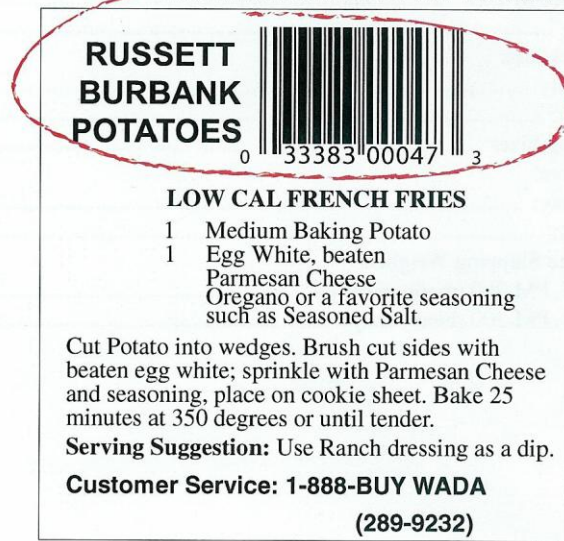 RUSSETT
BURBANK
POTATOES
0 33383 00047 3
LOW CAL FRENCH FRIES
1 Medium Baking Potato
1 Egg White, beaten
Parmesan Cheese
Oregano or a favorite seasoning
such as Seasoned Salt.
Cut Potato into wedges. Brush cut sides with
beaten egg white; sprinkle with Parmesan Cheese
and seasoning, place on cookie sheet. Bake 25
minutes at 350 degrees or until tender.
Serving Suggestion: Use Ranch dressing as a dip.
Customer Service: 1-888-BUY WADA
(289-9232)